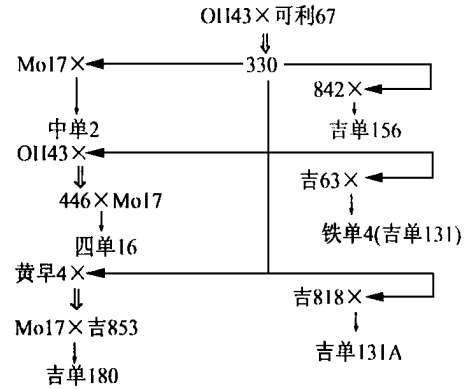 OH43×可利67
Mo17×
330
842×
中单2
吉单156
OH43×
吉63×
446×Mo17
铁单4(吉单131)
四单16
黄早4×
吉818×
Mo17×吉853
吉单131A
吉单180